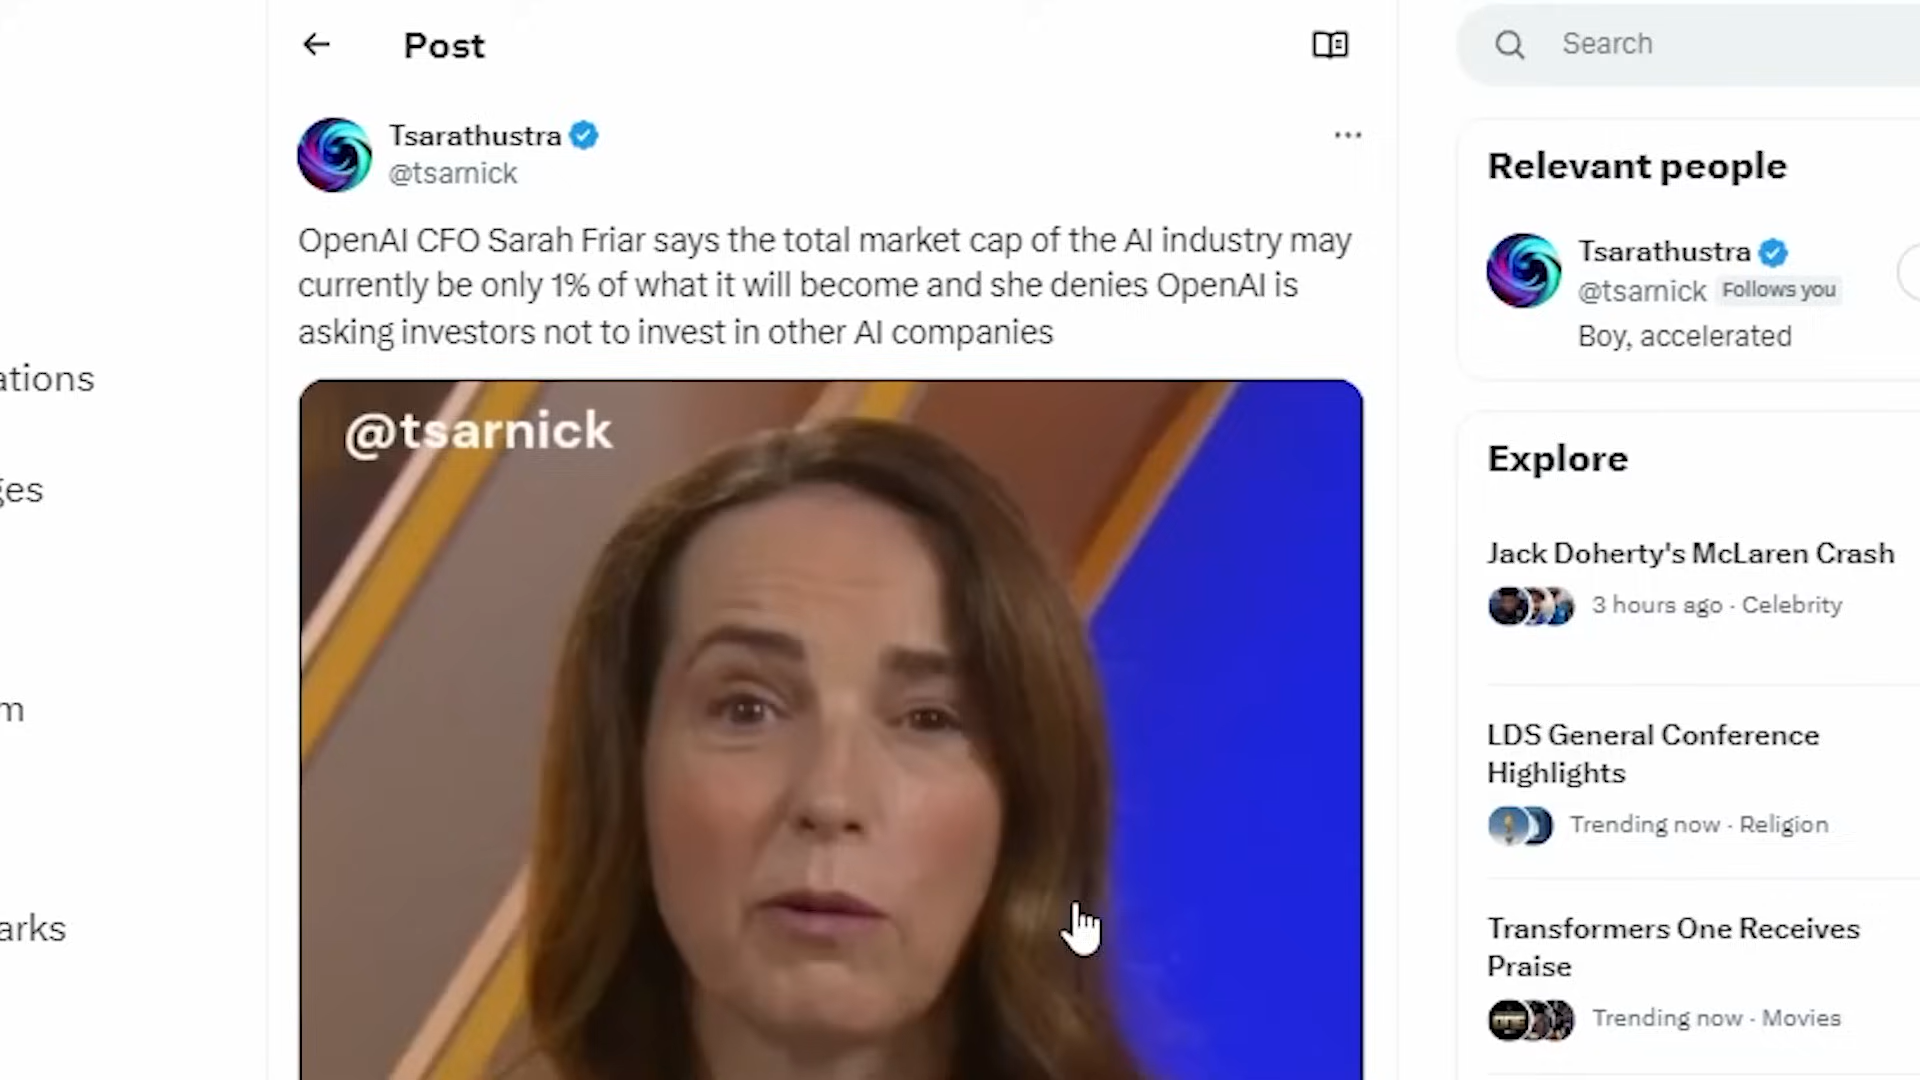 Post
Search
Tsarathustra
@tsarnick
OpenAI CFO Sarah Friar says the total market cap of the AI industry may
currently be only 1% of what it will become and she denies OpenAI is
asking investors not to invest in other AI companies
@tsarnick
Relevant people
Tsarathustra
@tsarnick Follows you
Boy, accelerated
Explore
Jack Doherty's McLaren Crash
3 hours ago · Celebrity
LDS General Conference
Highlights
Trending now · Religion
Transformers One Receives
Praise
Trending now · Movies
ations
ges
m
arks